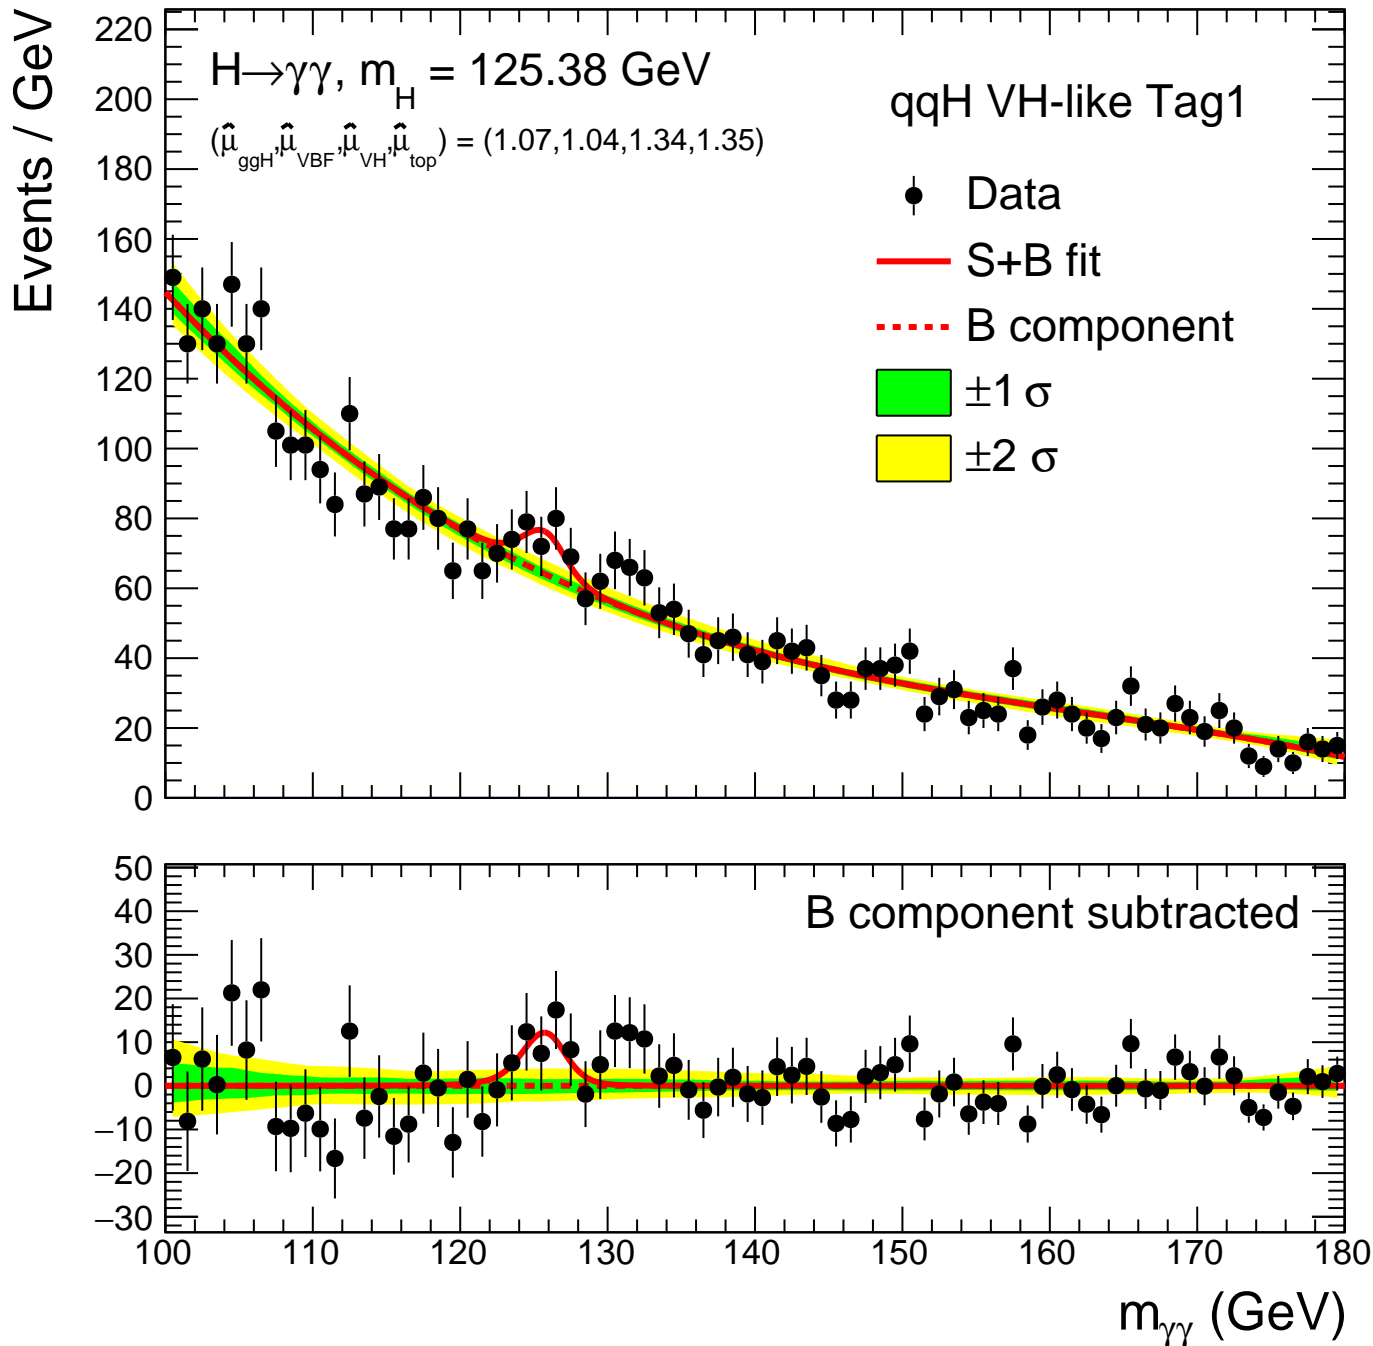 Events / GeV
220
200
180
160
140
120
100
80
60
40
20
0
H→γγ, m_H = 125.38 GeV
(μ̂_ggH,μ̂_VBF,μ̂_VH,μ̂_top) = (1.07,1.04,1.34,1.35)
qqH VH-like Tag1
Data
S+B fit
B component
±1 σ
±2 σ
50
40
30
20
10
0
−10
−20
−30
B component subtracted
100 110 120 130 140 150 160 170 180
m_γγ (GeV)